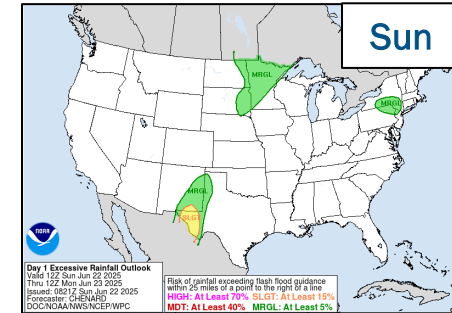 Sun
MRGL
MRGL
MRGL
SLGT
NOAA
Day 1 Excessive Rainfall Outlook
Valid 12Z Sun Jun 22 2025
Thru 12Z Mon Jun 23 2025
Issued: 0821Z Sun Jun 22 2025
Forecaster: CHENARD
DOC/NOAA/NWS/NCEP/WPC
Risk of rainfall exceeding flash flood guidance
within 25 miles of a point to the right of a line
HIGH: At Least 70% SLGT: At Least 15%
MDT: At Least 40% MRGL: At Least 5%